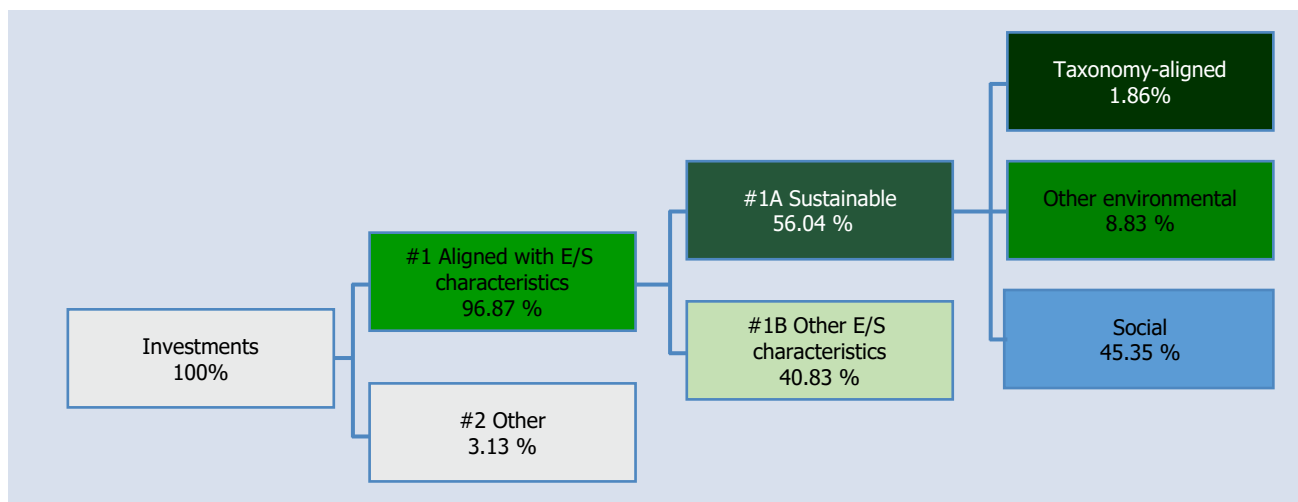 Investments
100%
#1 Aligned with E/S
characteristics
96.87 %
#2 Other
3.13 %
#1A Sustainable
56.04 %
#1B Other E/S
characteristics
40.83 %
Taxonomy-aligned
1.86%
Other environmental
8.83 %
Social
45.35 %